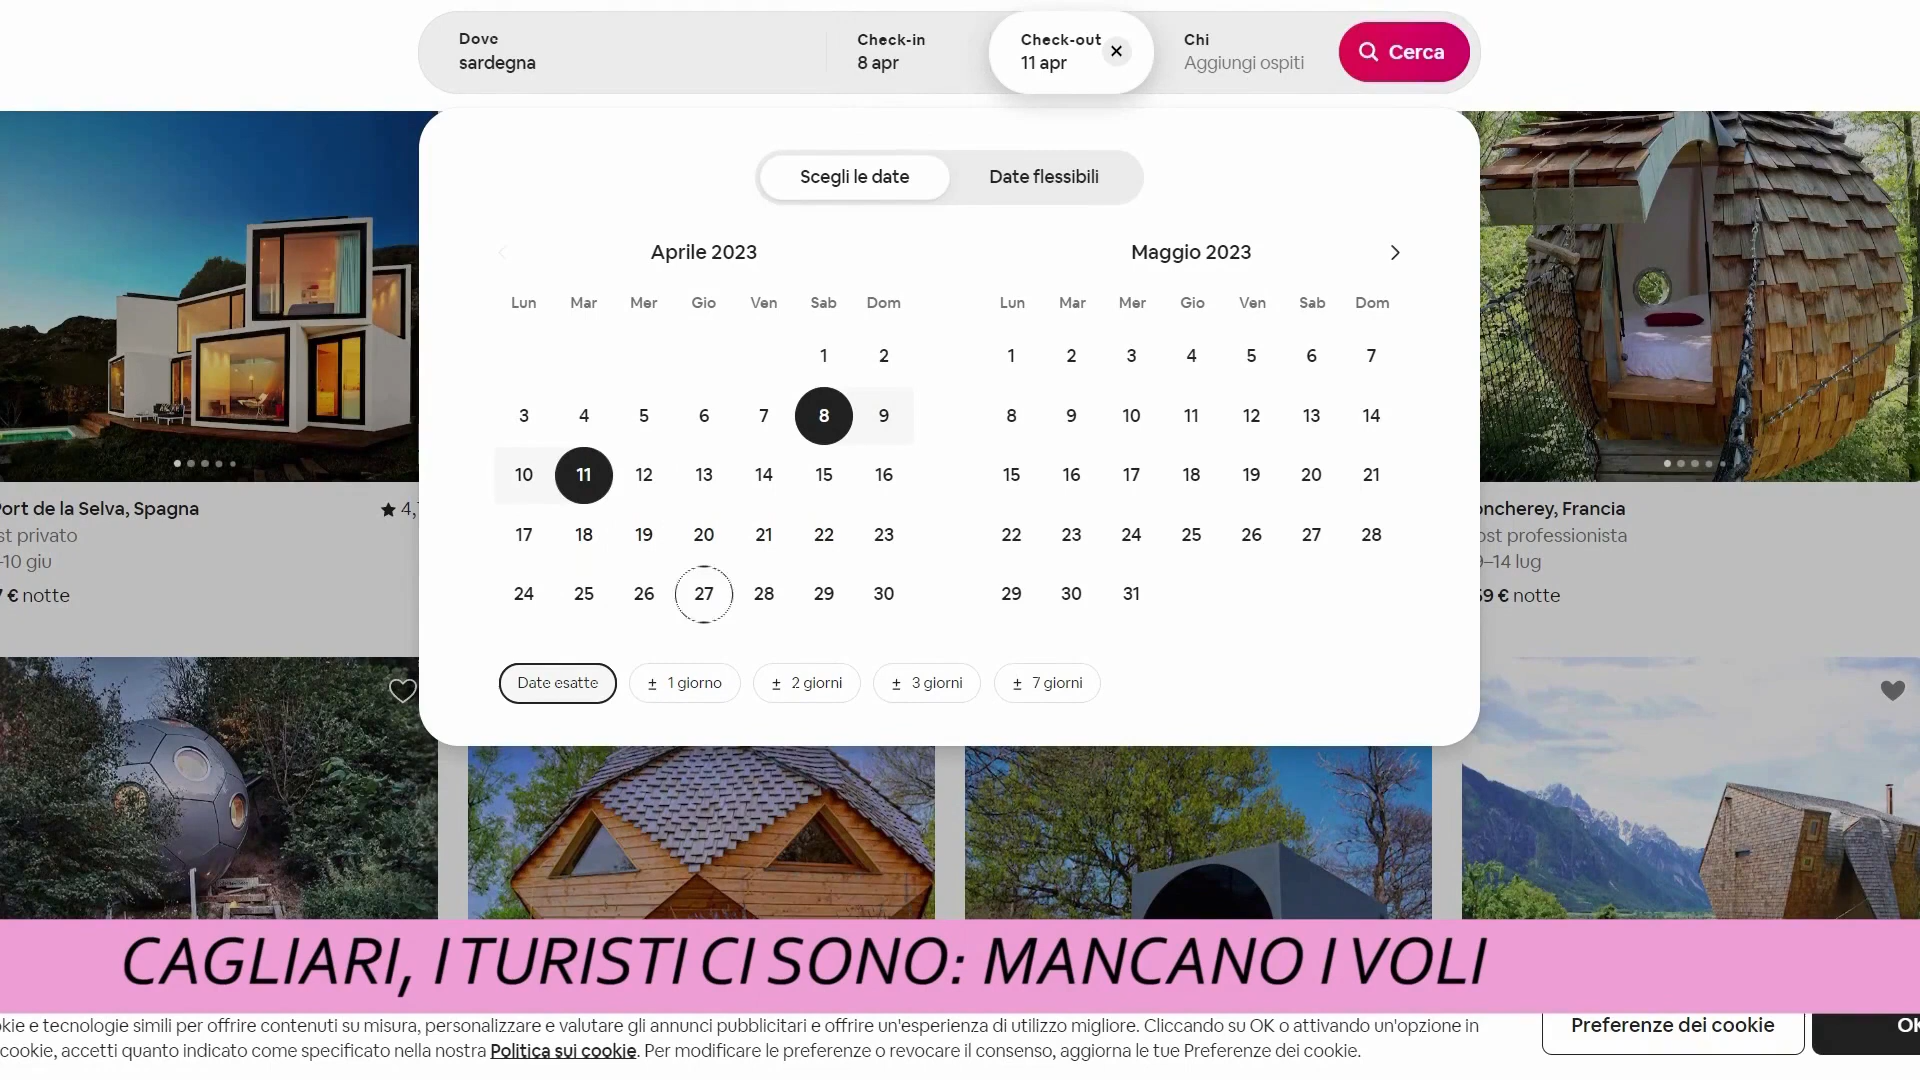 Dove
sardegna
Check-in
8 apr
Check-out
11 apr
Chi
Aggiungi ospiti
Cerca
Scegli le date
Date flessibili
Aprile 2023
Lun Mar Mer Gio Ven Sab Dom
1 2
3 4 5 6 7 8 9
10 11 12 13 14 15 16
17 18 19 20 21 22 23
24 25 26 27 28 29 30
Maggio 2023
Lun Mar Mer Gio Ven Sab Dom
1 2 3 4 5 6 7
8 9 10 11 12 13 14
15 16 17 18 19 20 21
22 23 24 25 26 27 28
29 30 31
Date esatte
± 1 giorno
± 2 giorni
± 3 giorni
± 7 giorni
ort de la Selva, Spagna
4,
st privato
–10 giu
€ notte
ncherey, Francia
ost professionista
–14 lug
59 € notte
CAGLIARI, I TURISTI CI SONO: MANCANO I VOLI
kie e tecnologie simili per offrire contenuti su misura, personalizzare e valutare gli annunci pubblicitari e offrire un'esperienza di utilizzo migliore. Cliccando su OK o attivando un'opzione in
cookie, accetti quanto indicato come specificato nella nostra Politica sui cookie. Per modificare le preferenze o revocare il consenso, aggiorna le tue Preferenze dei cookie.
Preferenze dei cookie
OK